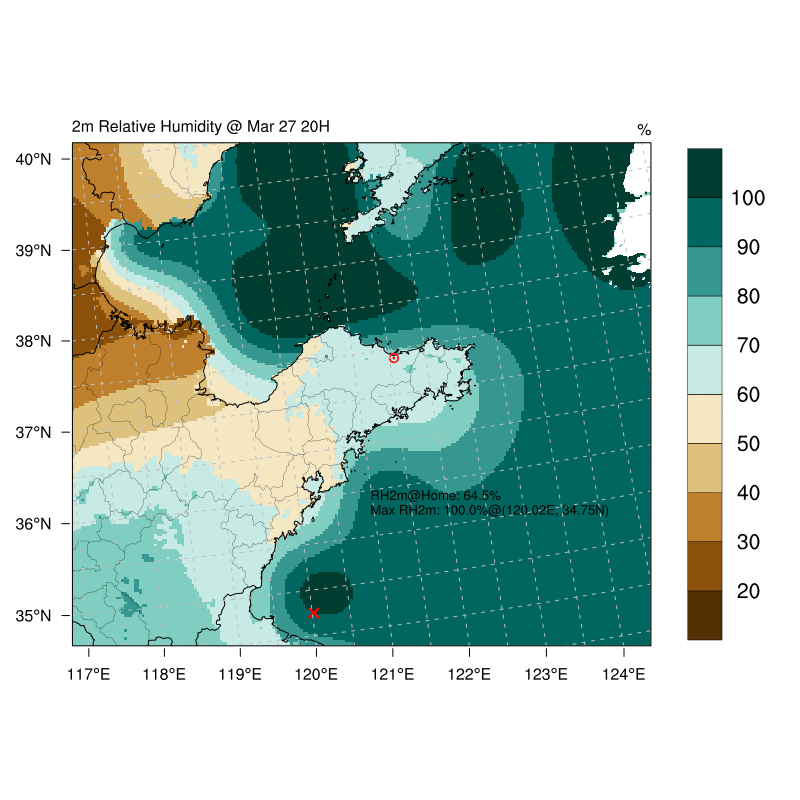 2m Relative Humidity @ Mar 27 20H
%
40°N
39°N
38°N
37°N
36°N
35°N
117°E 118°E 119°E 120°E 121°E 122°E 123°E 124°E
RH2m@Home: 64.5%
Max RH2m: 100.0%@(120.02E, 34.75N)
100
90
80
70
60
50
40
30
20